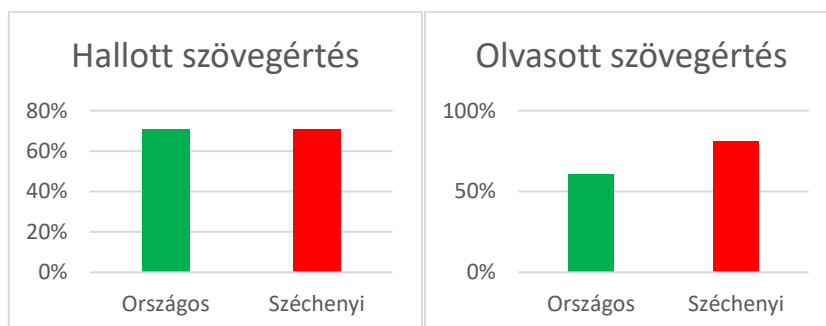 Hallott szövegértés
80%
60%
40%
20%
0%
Országos Széchenyi
Olvasott szövegértés
100%
50%
0%
Országos Széchenyi